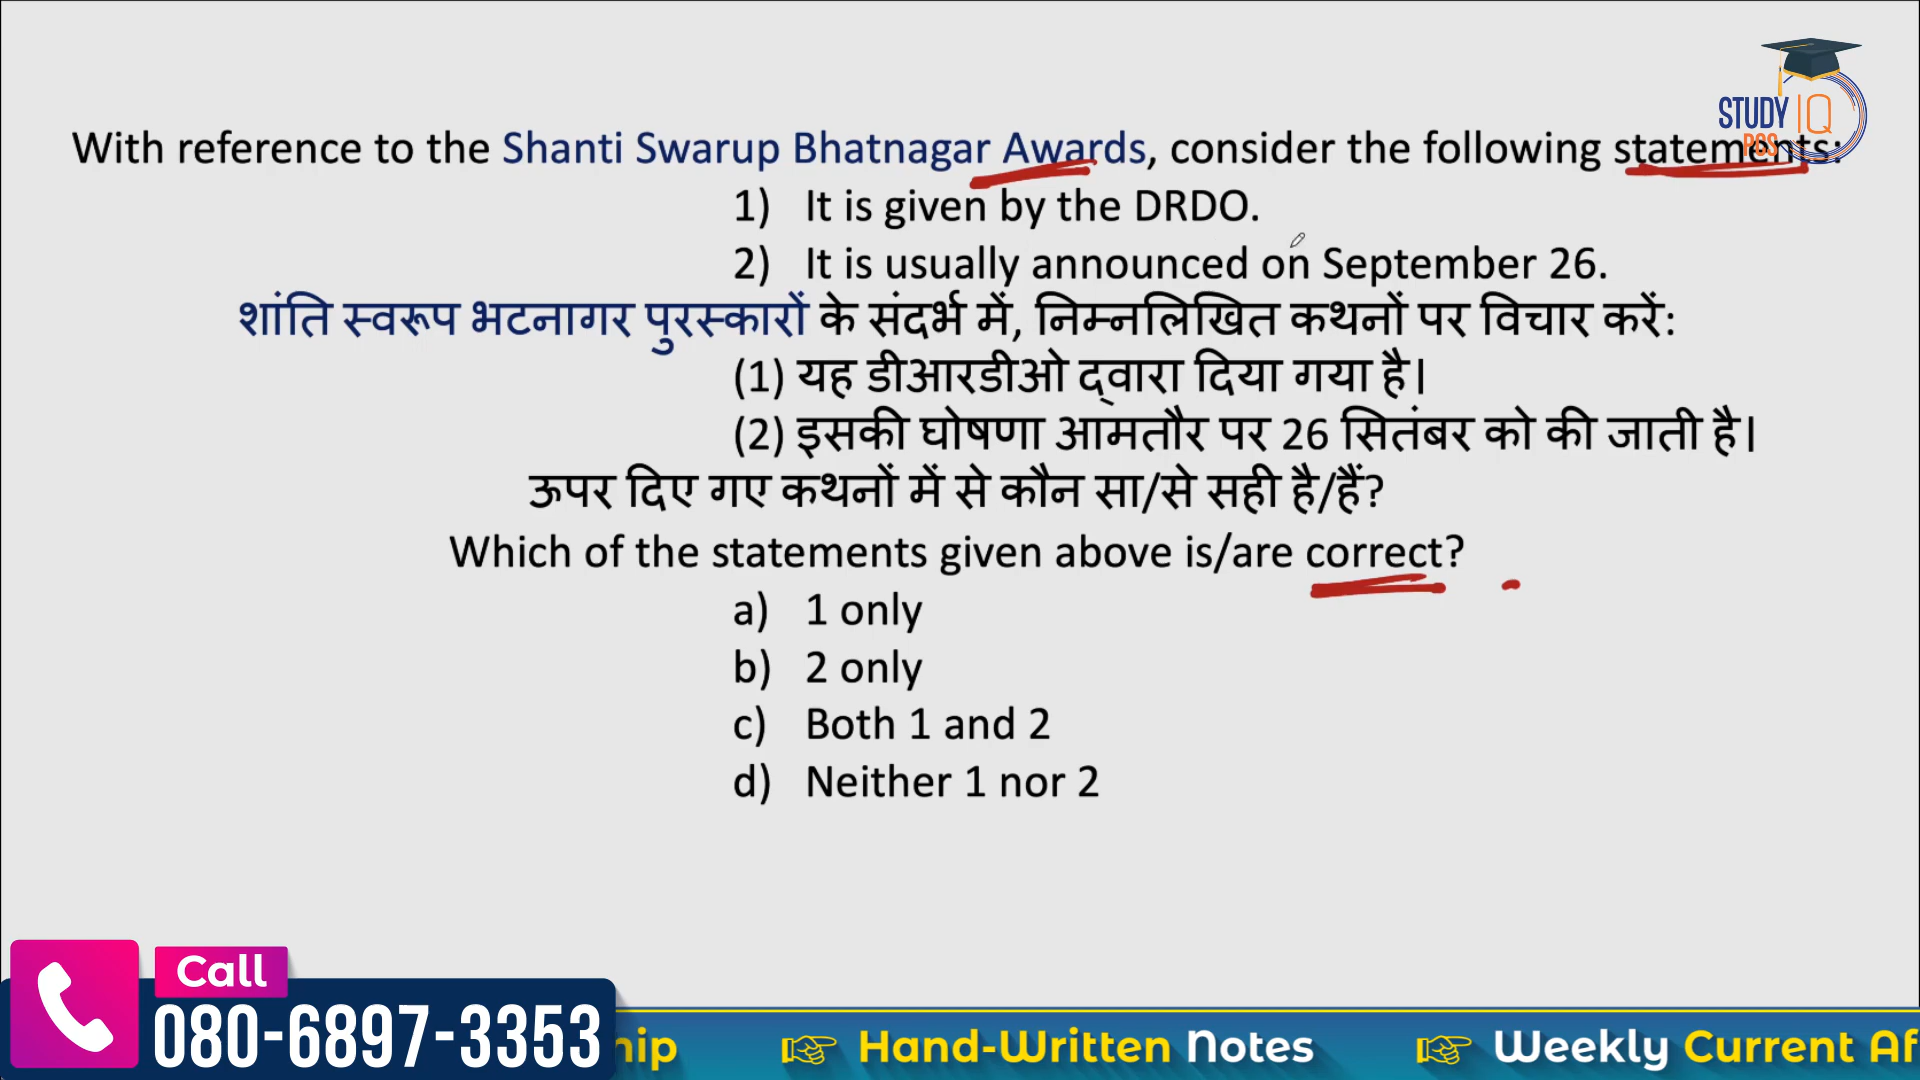 STUDY IQ
PCS
With reference to the Shanti Swarup Bhatnagar Awards, consider the following statements:
1) It is given by the DRDO.
2) It is usually announced on September 26.
शांति स्वरूप भटनागर पुरस्कारों के संदर्भ में, निम्नलिखित कथनों पर विचार करें:
(1) यह डीआरडीओ द्वारा दिया गया है।
(2) इसकी घोषणा आमतौर पर 26 सितंबर को की जाती है।
ऊपर दिए गए कथनों में से कौन सा/से सही है/हैं?
Which of the statements given above is/are correct?
a) 1 only
b) 2 only
c) Both 1 and 2
d) Neither 1 nor 2
Call
080-6897-3353
hip Hand-Written Notes Weekly Current Af